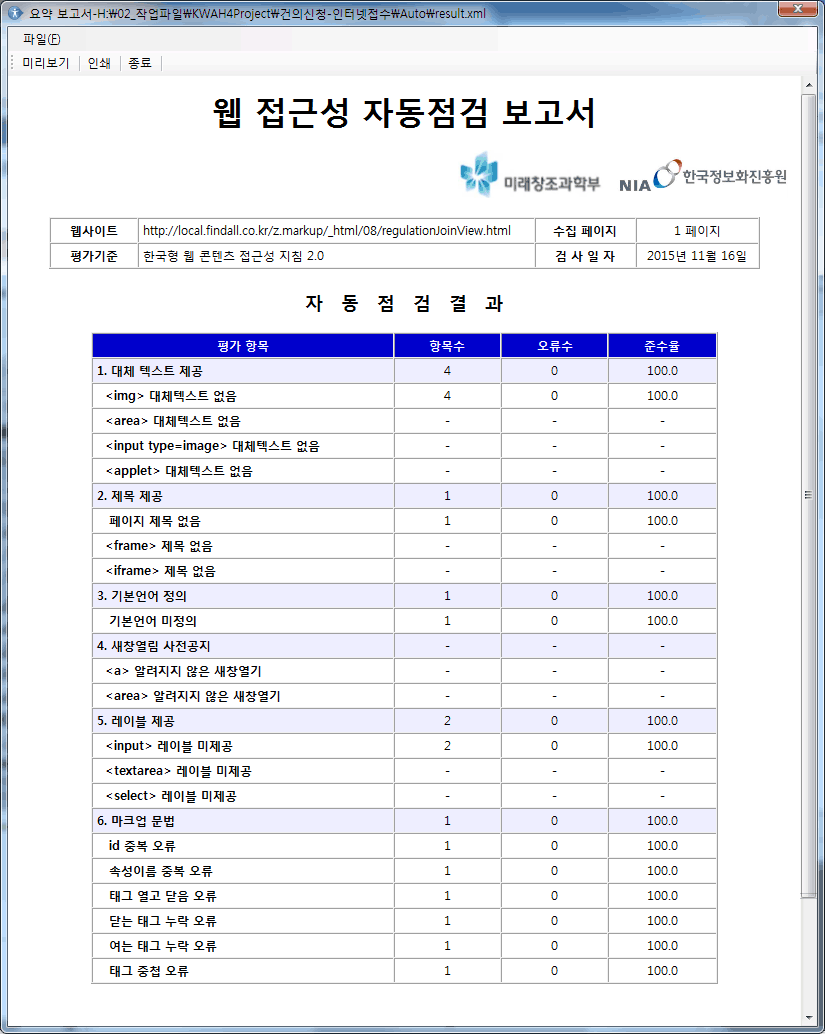 요약 보고서-H:₩02_작업파일₩KWAH4Project₩건의신청-인터넷접수₩Auto₩result.xml
파일(F)
미리보기 인쇄 종료
웹 접근성 자동점검 보고서
미래창조과학부 NIA 한국정보화진흥원
웹사이트 http://local.findall.co.kr/z.markup/_html/08/regulationJoinView.html 수집 페이지 1 페이지
평가기준 한국형 웹 콘텐츠 접근성 지침 2.0 검 사 일 자 2015년 11월 16일
자 동 점 검 결 과
평가 항목 항목수 오류수 준수율
1. 대체 텍스트 제공 4 0 100.0
<img> 대체텍스트 없음 4 0 100.0
<area> 대체텍스트 없음 - - -
<input type=image> 대체텍스트 없음 - - -
<applet> 대체텍스트 없음 - - -
2. 제목 제공 1 0 100.0
페이지 제목 없음 1 0 100.0
<frame> 제목 없음 - - -
<iframe> 제목 없음 - - -
3. 기본언어 정의 1 0 100.0
기본언어 미정의 1 0 100.0
4. 새창열림 사전공지 - - -
<a> 알려지지 않은 새창열기 - - -
<area> 알려지지 않은 새창열기 - - -
5. 레이블 제공 2 0 100.0
<input> 레이블 미제공 2 0 100.0
<textarea> 레이블 미제공 - - -
<select> 레이블 미제공 - - -
6. 마크업 문법 1 0 100.0
id 중복 오류 1 0 100.0
속성이름 중복 오류 1 0 100.0
태그 열고 닫음 오류 1 0 100.0
닫는 태그 누락 오류 1 0 100.0
여는 태그 누락 오류 1 0 100.0
태그 중첩 오류 1 0 100.0